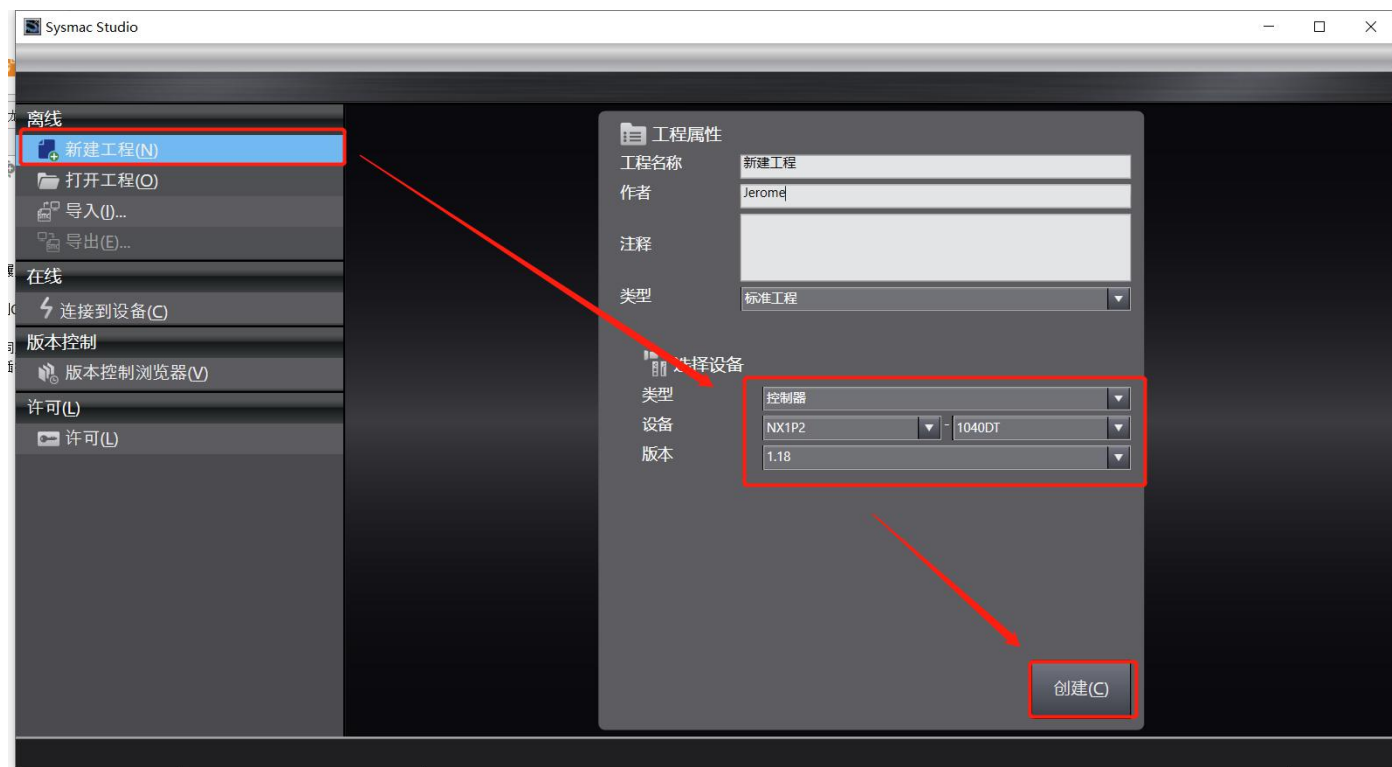 Sysmac Studio
离线
新建工程(N)
打开工程(O)
导入(I)...
导出(E)...
在线
连接到设备(C)
版本控制
版本控制浏览器(V)
许可(L)
许可(L)
工程属性
工程名称 新建工程
作者 Jerome
注释
类型 标准工程
选择设备
类型 控制器
设备 NX1P2 - 1040DT
版本 1.18
创建(C)